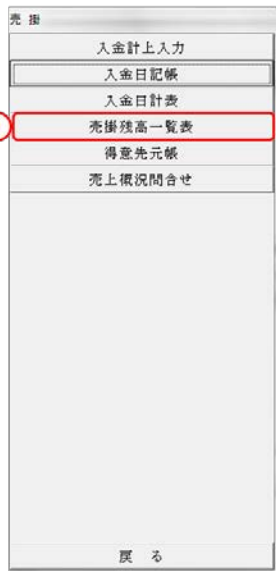 売掛
入金計上入力
入金日記帳
入金日計表
売掛残高一覧表
得意先元帳
売上概況問合せ
戻る